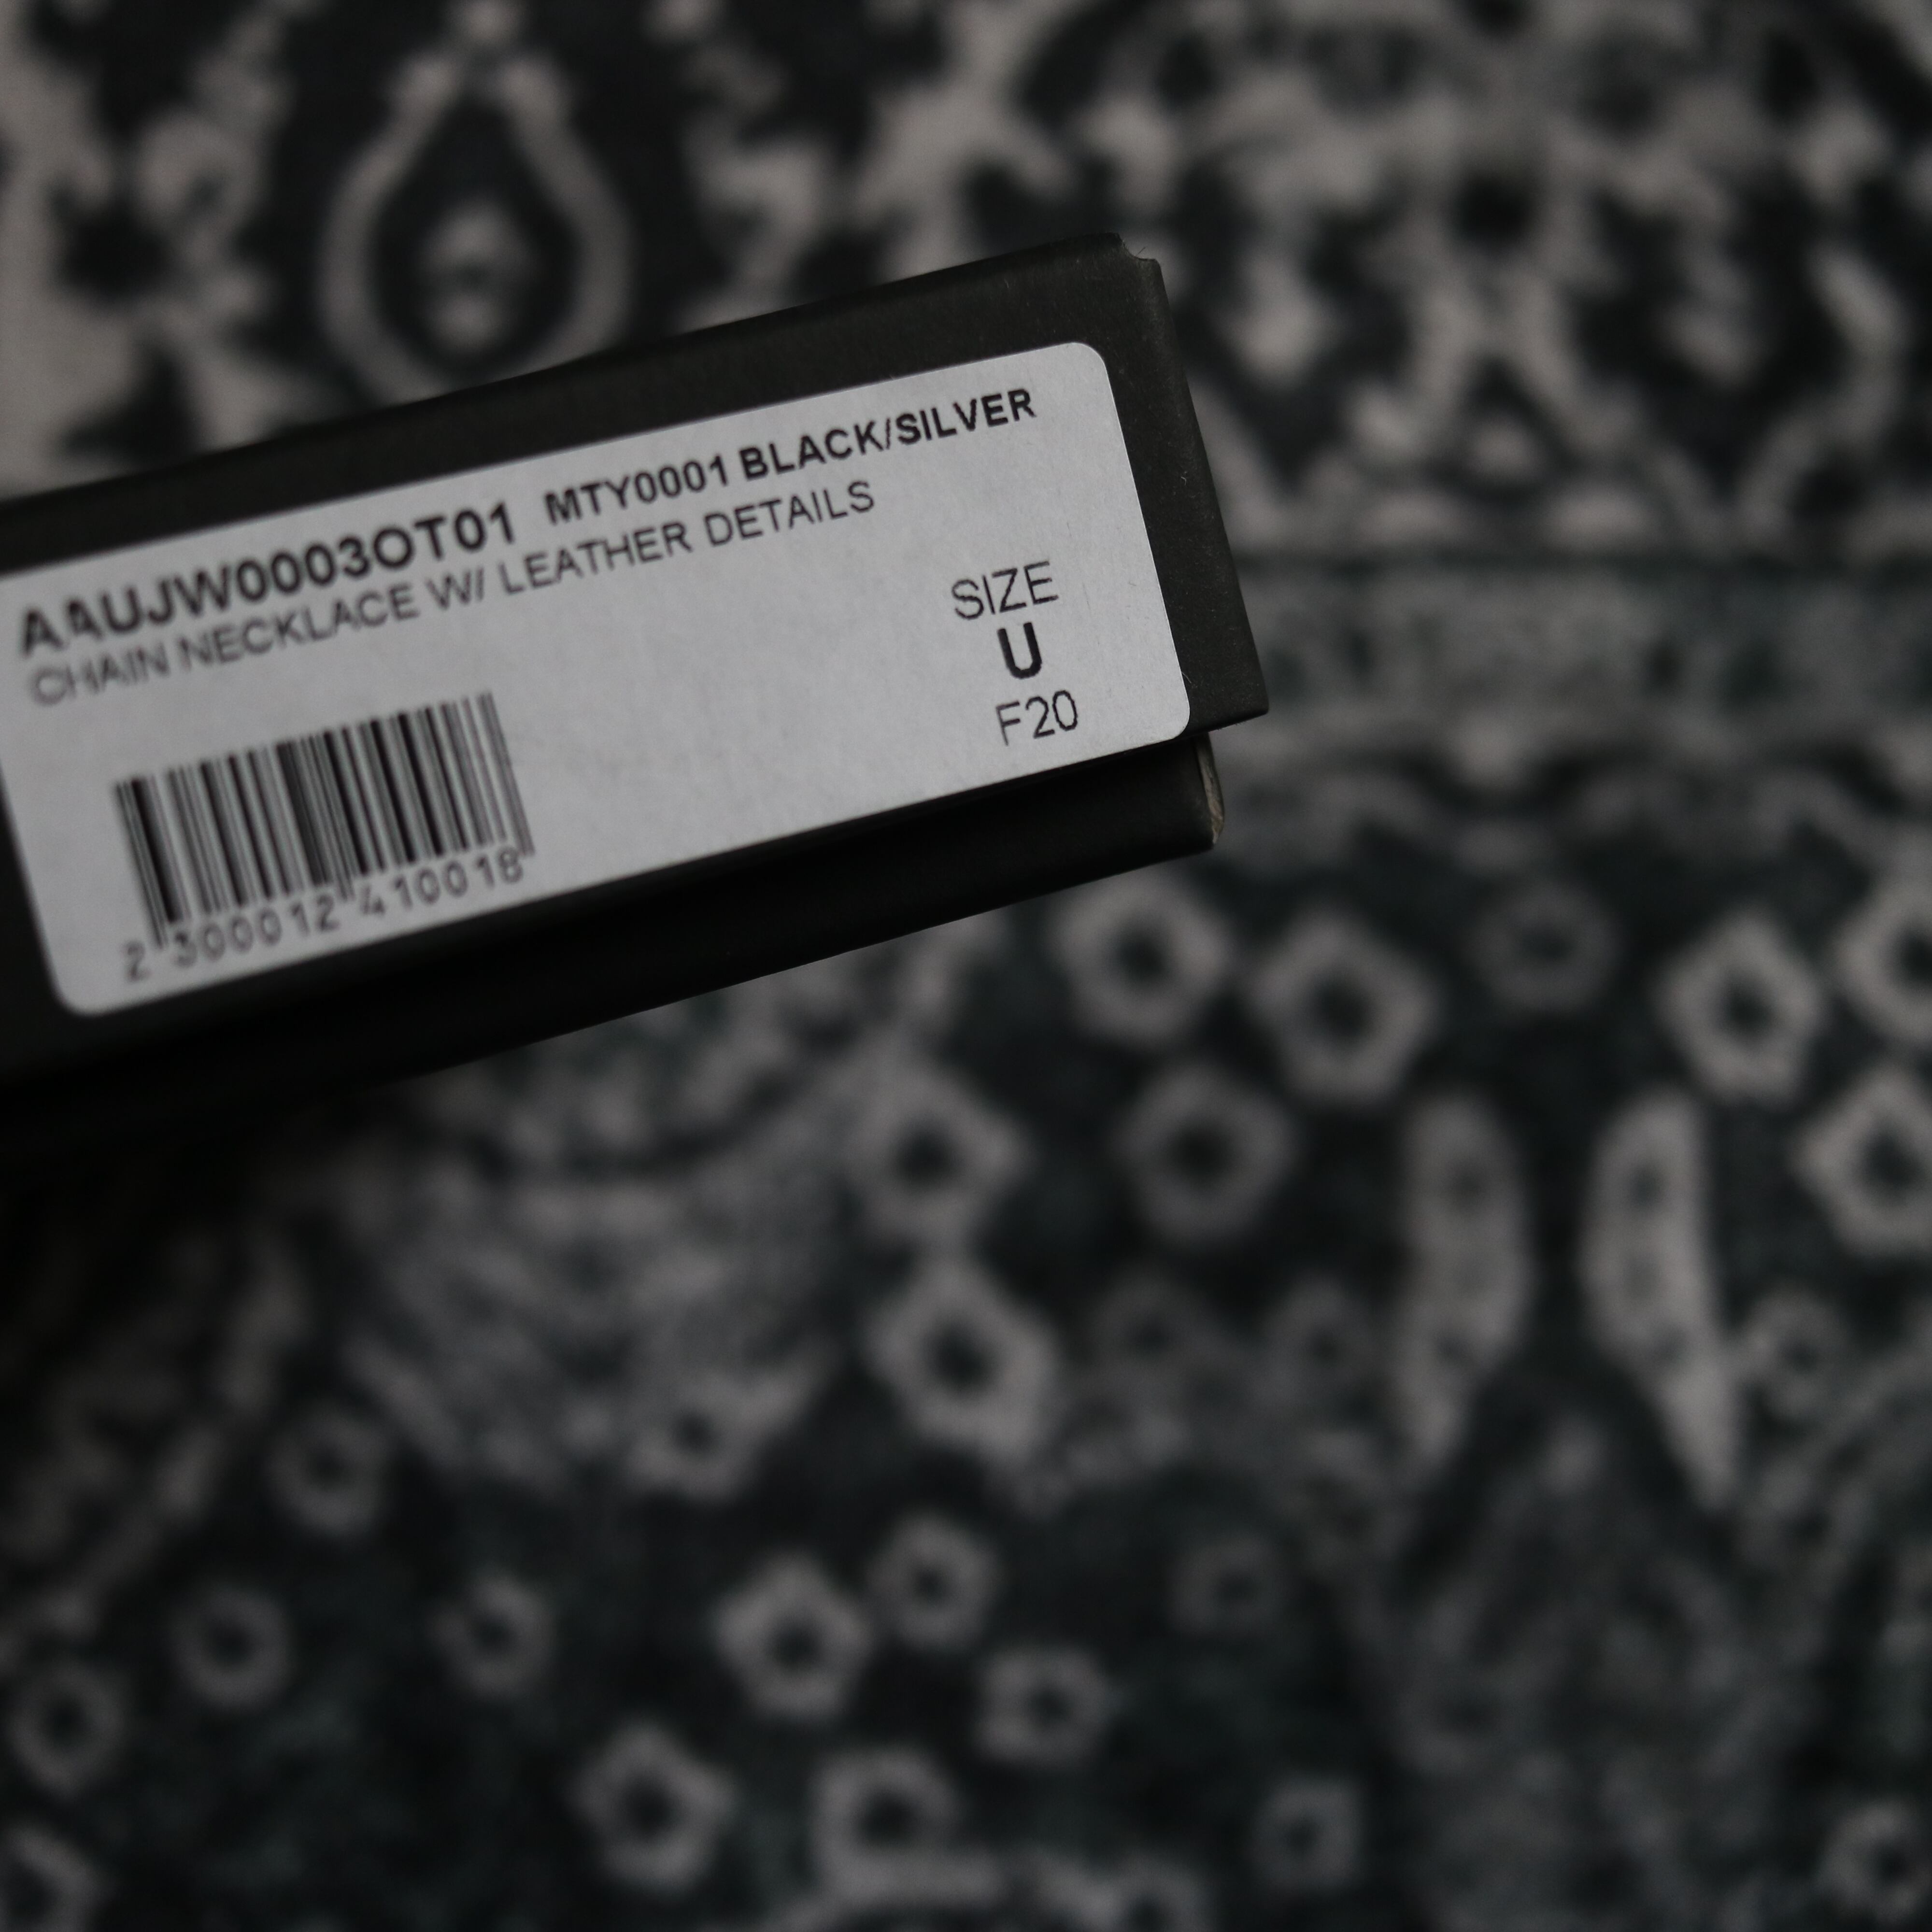 AAUJW0003OT01 MTY0001 BLACK/SILVER
CHAIN NECKLACE W/ LEATHER DETAILS
SIZE
U
F20
2 300012 410018